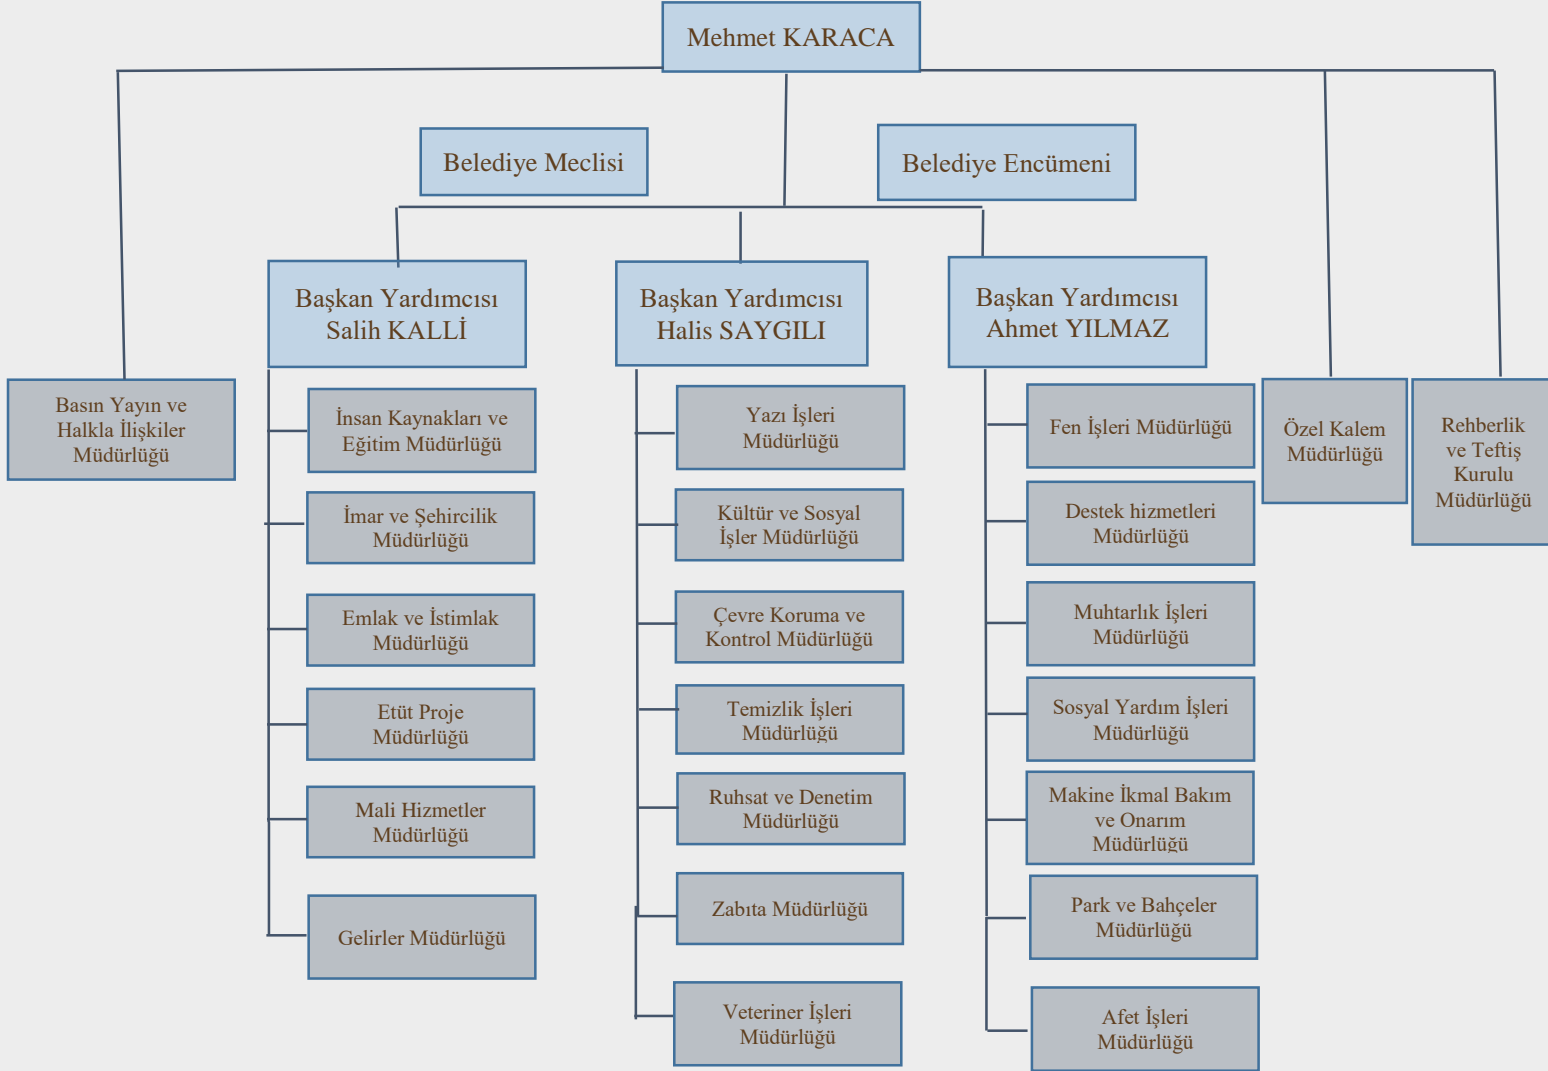 Mehmet KARACA
Belediye Meclisi
Belediye Encümeni
Başkan Yardımcısı
Salih KALLİ
Başkan Yardımcısı
Halis SAYGILI
Başkan Yardımcısı
Ahmet YILMAZ
Basın Yayın ve
Halkla İlişkiler
Müdürlüğü
İnsan Kaynakları ve
Eğitim Müdürlüğü
İmar ve Şehircilik
Müdürlüğü
Emlak ve İstimlak
Müdürlüğü
Etüt Proje
Müdürlüğü
Mali Hizmetler
Müdürlüğü
Gelirler Müdürlüğü
Yazı İşleri
Müdürlüğü
Kültür ve Sosyal
İşler Müdürlüğü
Çevre Koruma ve
Kontrol Müdürlüğü
Temizlik İşleri
Müdürlüğü
Ruhsat ve Denetim
Müdürlüğü
Zabıta Müdürlüğü
Veteriner İşleri
Müdürlüğü
Fen İşleri Müdürlüğü
Destek hizmetleri
Müdürlüğü
Muhtarlık İşleri
Müdürlüğü
Sosyal Yardım İşleri
Müdürlüğü
Makine İkmal Bakım
ve Onarım
Müdürlüğü
Park ve Bahçeler
Müdürlüğü
Afet İşleri
Müdürlüğü
Özel Kalem
Müdürlüğü
Rehberlik
ve Teftiş
Kurulu
Müdürlüğü